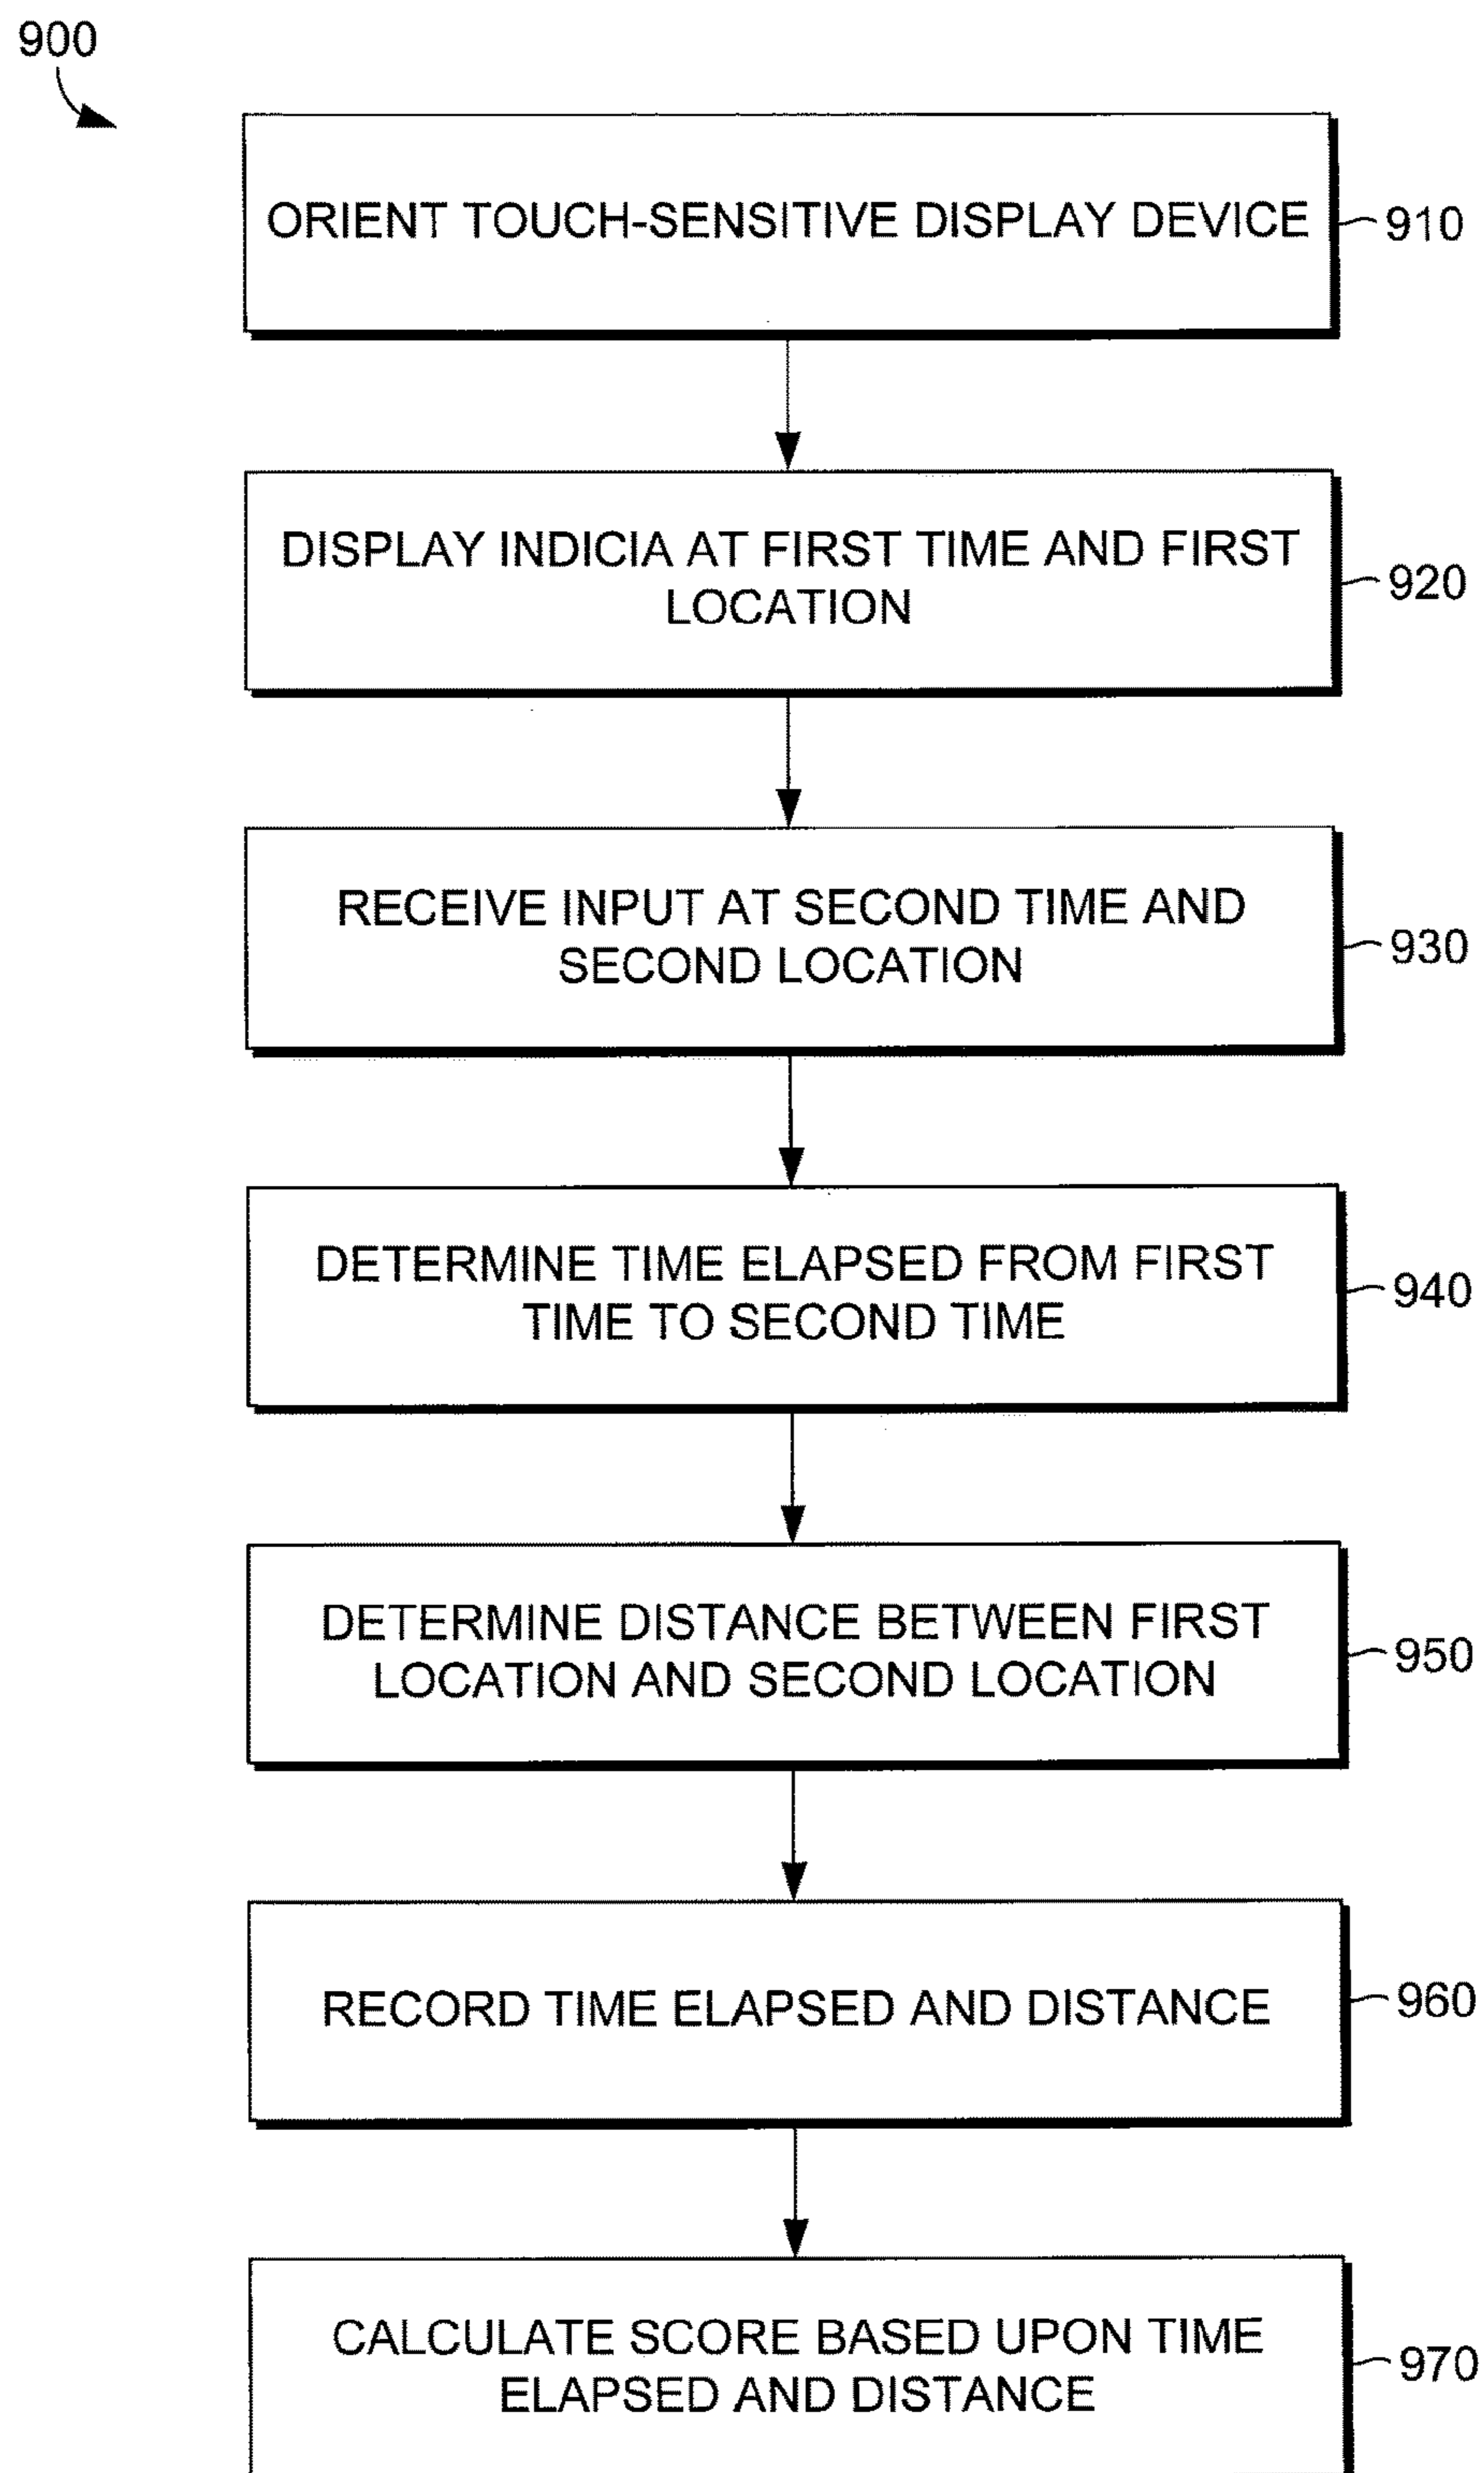 900
ORIENT TOUCH-SENSITIVE DISPLAY DEVICE
910
DISPLAY INDICIA AT FIRST TIME AND FIRST
LOCATION
920
RECEIVE INPUT AT SECOND TIME AND
SECOND LOCATION
930
DETERMINE TIME ELAPSED FROM FIRST
TIME TO SECOND TIME
940
DETERMINE DISTANCE BETWEEN FIRST
LOCATION AND SECOND LOCATION
950
RECORD TIME ELAPSED AND DISTANCE
960
CALCULATE SCORE BASED UPON TIME
ELAPSED AND DISTANCE
970